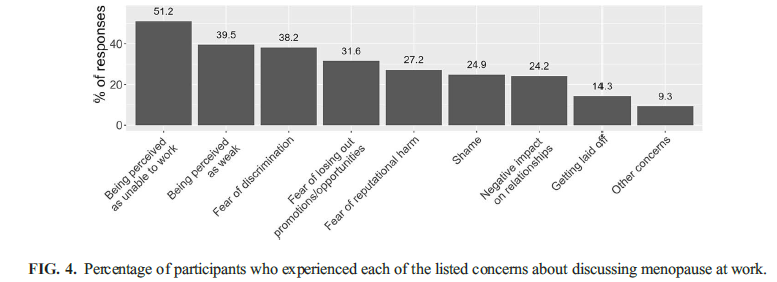 % of responses
40
20
0
51.2
39.5
38.2
31.6
27.2
24.9
24.2
14.3
9.3
Being perceived
as unable to work
Being perceived
as weak
Fear of discrimination
Fear of losing out
promotions/opportunities
Fear of reputational harm
Shame
Negative impact
on relationships
Getting laid off
Other concerns
FIG. 4. Percentage of participants who experienced each of the listed concerns about discussing menopause at work.